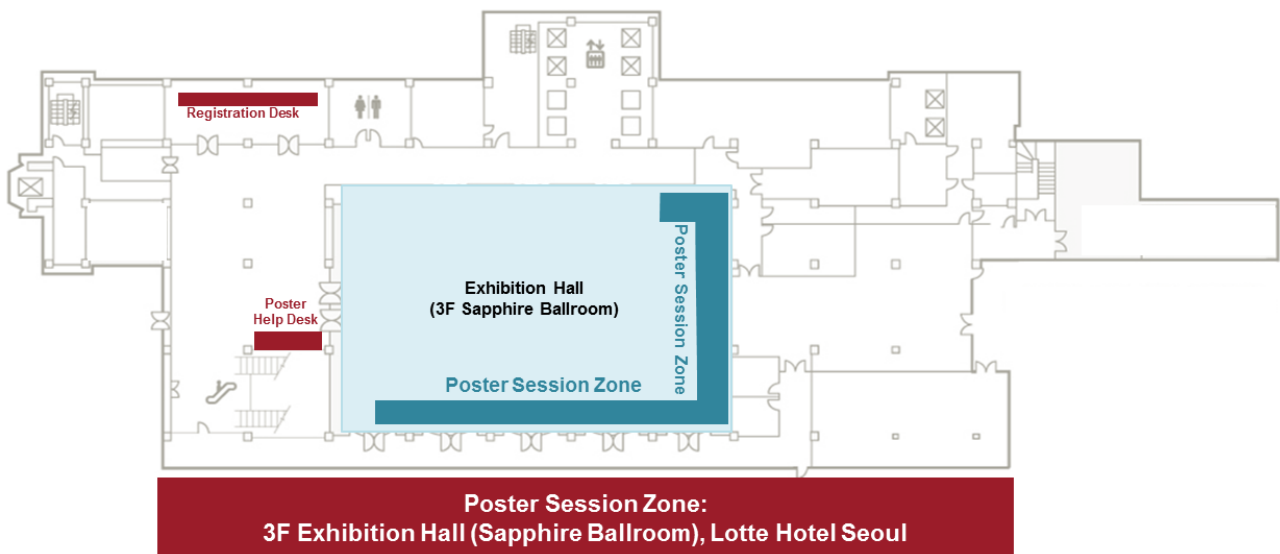 Registration Desk
Poster
Help Desk
Exhibition Hall
(3F Sapphire Ballroom)
Poster Session Zone
Poster Session Zone
Poster Session Zone:
3F Exhibition Hall (Sapphire Ballroom), Lotte Hotel Seoul